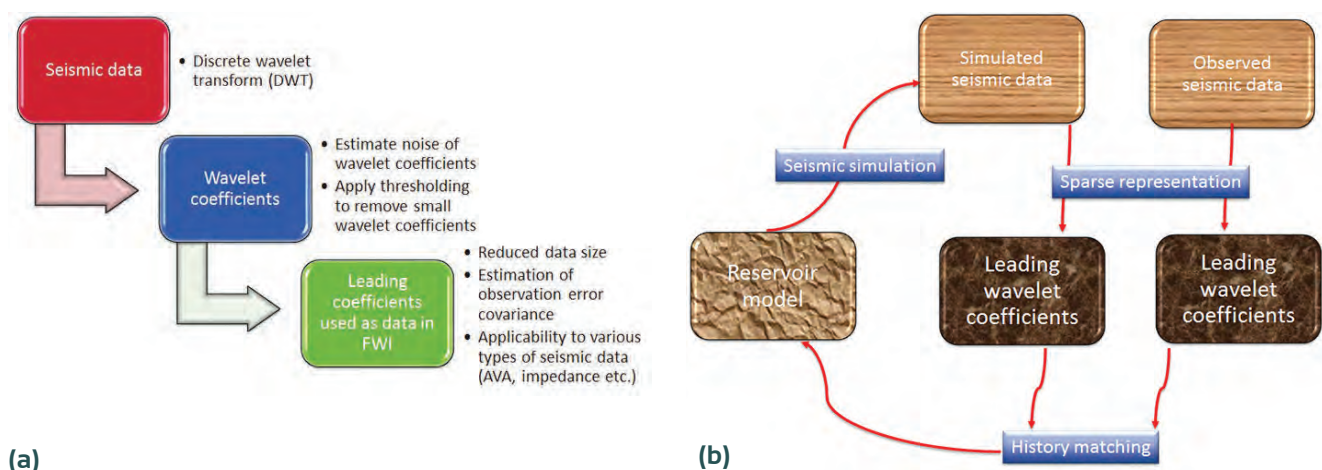 Seismic data
• Discrete wavelet
transform (DWT)
Wavelet
coefficients
• Estimate noise of
wavelet coefficients
• Apply thresholding
to remove small
wavelet coefficients
Leading
coefficients
used as data in
FWI
• Reduced data size
• Estimation of
observation error
covariance
• Applicability to various
types of seismic data
(AVA, impedance etc.)
(a)
Simulated
seismic data
Observed
seismic data
Seismic simulation
Sparse representation
Reservoir
model
Leading
wavelet
coefficients
Leading
wavelet
coefficients
History matching
(b)